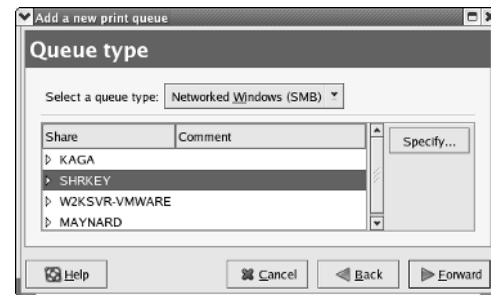 Add a new print queue
Queue type
Select a queue type: Networked Windows (SMB)
Share Comment
Specify...
KAGA
SHRKEY
W2KSVR-VMWARE
MAYNARD
Help Cancel Back Forward